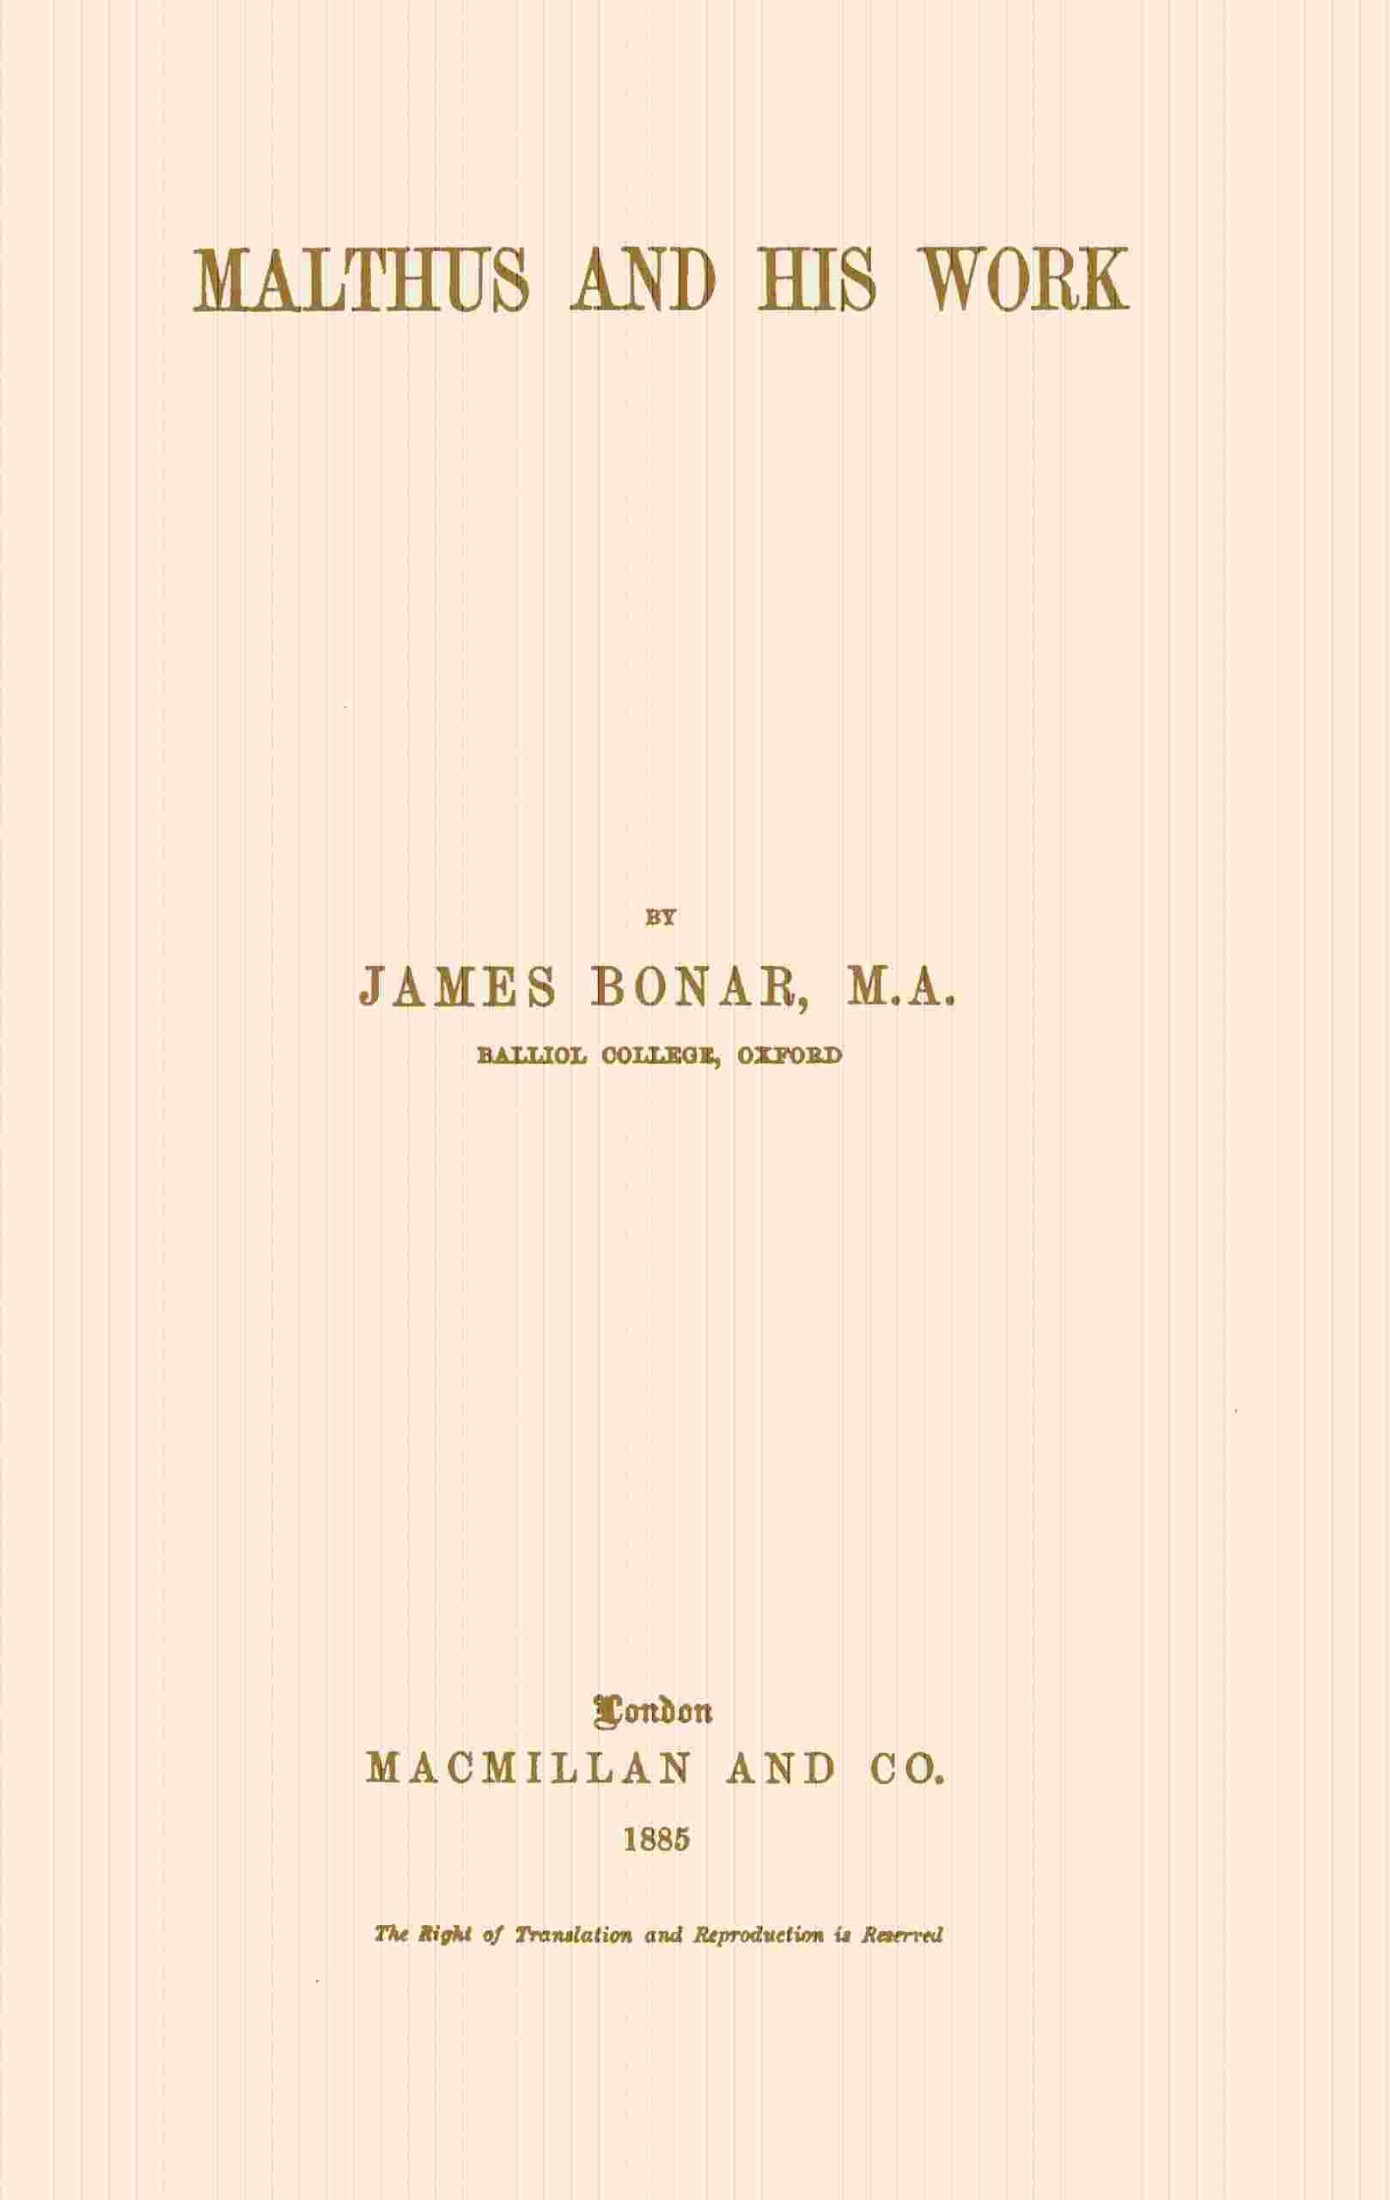 MALTHUS AND HIS WORK
BY
JAMES BONAR, M.A.
BALLIOL COLLEGE, OXFORD
London
MACMILLAN AND CO.
1885
The Right of Translation and Reproduction is Reserved